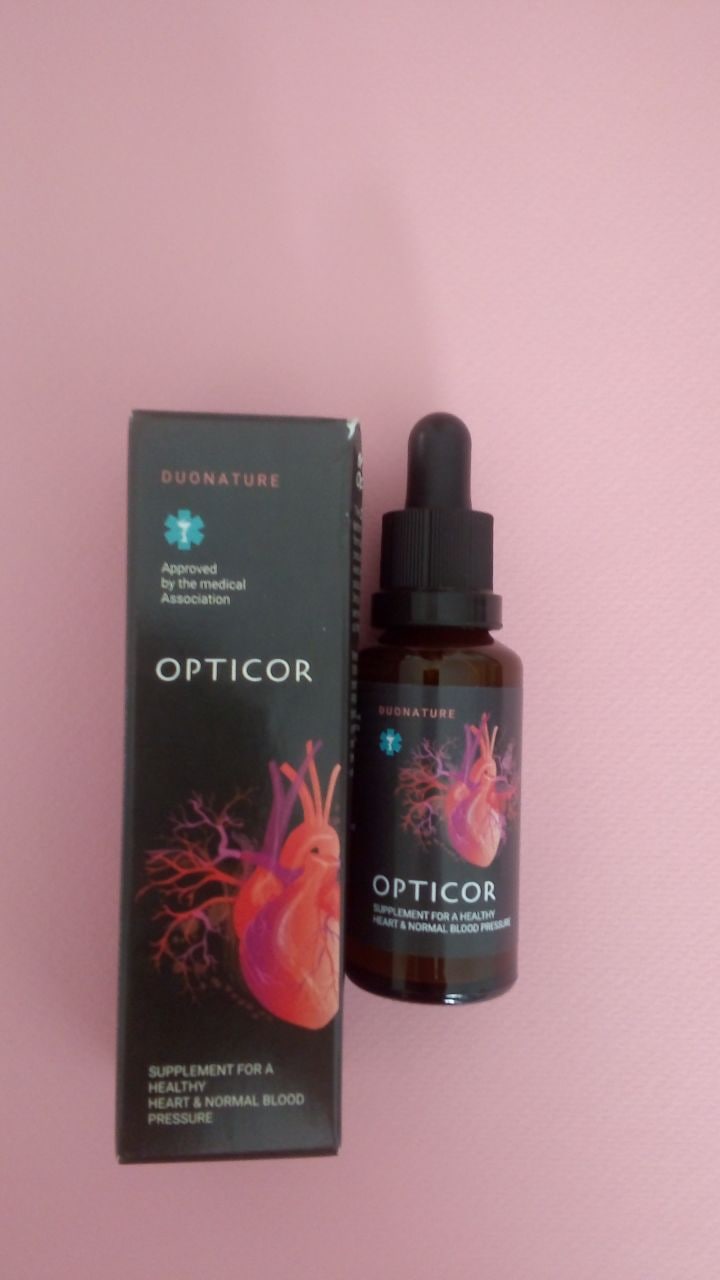 DUONATURE
Approved
by the medical
Association
OPTICOR
SUPPLEMENT FOR A
HEALTHY
HEART & NORMAL BLOOD
PRESSURE
DUONATURE
OPTICOR
SUPPLEMENT FOR A HEALTHY
HEART & NORMAL BLOOD PRESSURE